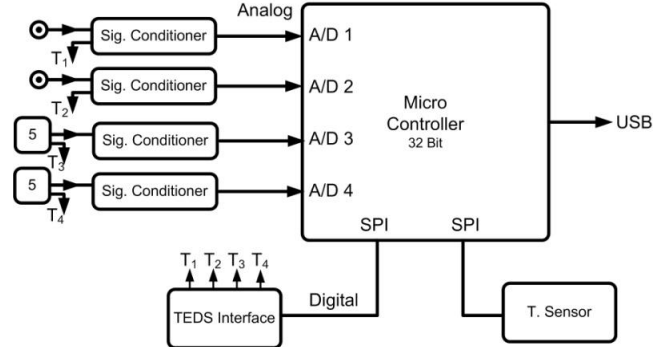 Analog
Sig. Conditioner
A/D 1
T1
Sig. Conditioner
A/D 2
T2
Micro
Controller
32 Bit
USB
5
Sig. Conditioner
A/D 3
T3
5
Sig. Conditioner
A/D 4
T4
SPI
SPI
T1 T2 T3 T4
Digital
TEDS Interface
T. Sensor